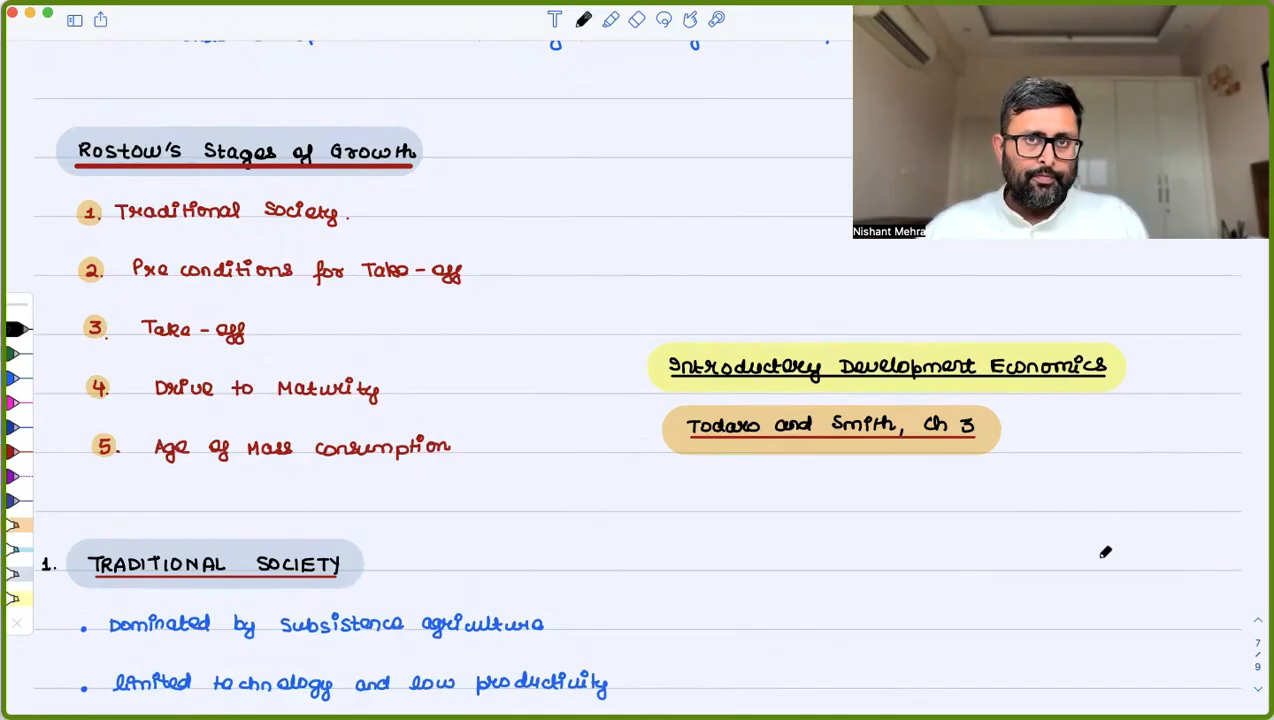 Rostow's Stages of Growth
1. Traditional Society.
2. Pre conditions for Take-off
3. Take-off
4. Drive to Maturity
5. Age of Mass consumption
Introductory Development Economics
Todaro and Smith, Ch 3
1. TRADITIONAL SOCIETY
• Dominated by subsistence agriculture
• limited technology and low productivity
Nishant Mehra
7
/
9